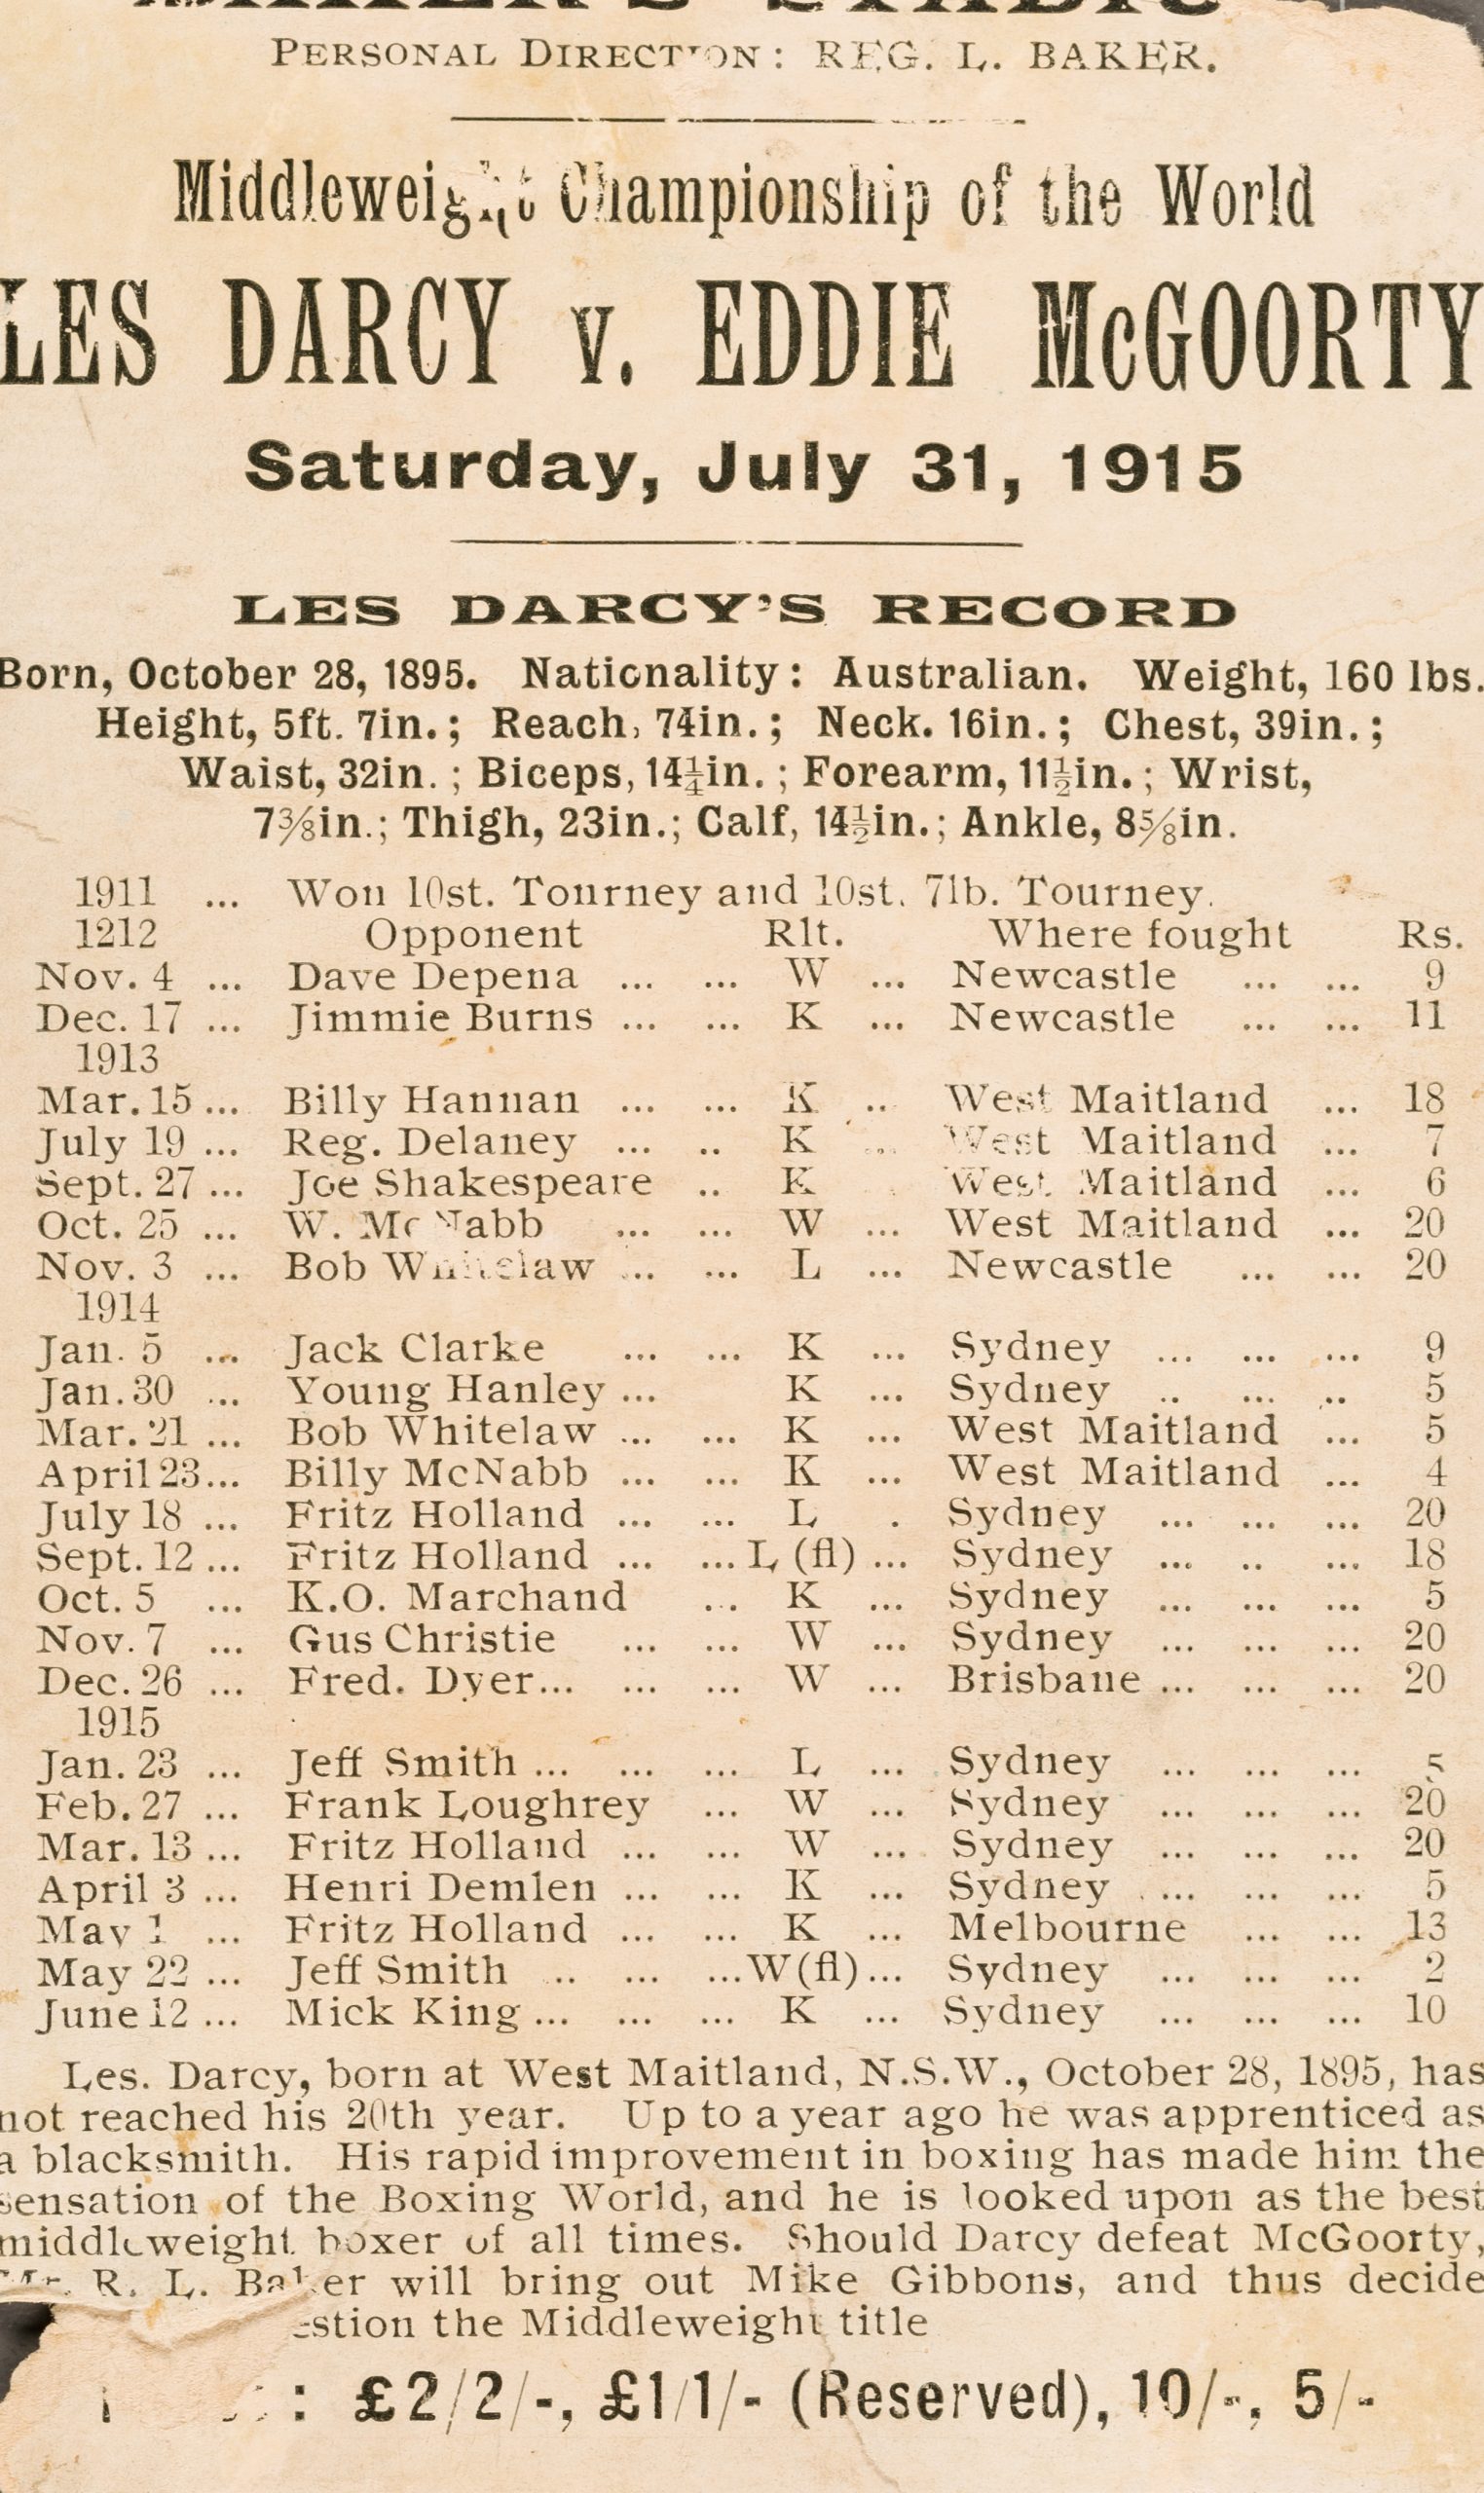 PERSONAL DIRECTION: REG. L. BAKER.
Middleweight Championship of the World
LES DARCY v. EDDIE McGOORTY
Saturday, July 31, 1915
LES DARCY'S RECORD
Born, October 28, 1895. Nationality: Australian. Weight, 160 lbs.
Height, 5ft. 7in.; Reach, 74in.; Neck. 16in.; Chest, 39in.;
Waist, 32in.; Biceps, 14¼in.; Forearm, 11½in.; Wrist,
7⅜in.; Thigh, 23in.; Calf, 14½in.; Ankle, 8⅝in.
1911 ... Won 10st. Tourney and 10st. 7lb. Tourney.
1212 Opponent Rlt. Where fought Rs.
Nov. 4 ... Dave Depena ... ... W ... Newcastle ... ... 9
Dec. 17 ... Jimmie Burns ... ... K ... Newcastle ... ... 11
1913
Mar. 15 ... Billy Hannan ... ... K .. West Maitland ... 18
July 19 ... Reg. Delaney ... .. K ... West Maitland ... 7
Sept. 27 ... Joe Shakespeare .. K . West Maitland ... 6
Oct. 25 ... W. McNabb ... ... W ... West Maitland ... 20
Nov. 3 ... Bob Whitelaw ... ... L ... Newcastle ... ... 20
1914
Jan. 5 ... Jack Clarke ... ... K ... Sydney ... ... ... 9
Jan. 30 ... Young Hanley ... K ... Sydney .. ... .. 5
Mar. 21 ... Bob Whitelaw ... ... K ... West Maitland ... 5
April 23 ... Billy McNabb ... ... K ... West Maitland ... 4
July 18 ... Fritz Holland ... ... L . Sydney ... ... ... 20
Sept. 12 ... Fritz Holland ... ... L (fl) ... Sydney ... .. ... 18
Oct. 5 ... K.O. Marchand ... K ... Sydney ... ... ... 5
Nov. 7 ... Gus Christie ... ... W ... Sydney ... ... ... 20
Dec. 26 ... Fred. Dyer ... ... ... W ... Brisbane ... ... ... 20
1915
Jan. 23 ... Jeff Smith ... ... ... L ... Sydney ... ... ... 5
Feb. 27 ... Frank Loughrey ... W ... Sydney ... ... ... 20
Mar. 13 ... Fritz Holland ... ... W ... Sydney ... ... ... 20
April 3 ... Henri Demlen ... ... K ... Sydney ... ... ... 5
May 1 ... Fritz Holland ... ... K ... Melbourne ... ... 13
May 22 ... Jeff Smith .. ... ... W(fl) ... Sydney ... ... ... 2
June 12 ... Mick King ... ... ... K ... Sydney ... ... ... 10
Les. Darcy, born at West Maitland, N.S.W., October 28, 1895, has
not reached his 20th year. Up to a year ago he was apprenticed as
a blacksmith. His rapid improvement in boxing has made him the
sensation of the Boxing World, and he is looked upon as the best
middleweight boxer of all times. Should Darcy defeat McGoorty,
Mr. R. L. Baker will bring out Mike Gibbons, and thus decide
the Middleweight title
: £2/2/-, £1/1/- (Reserved), 10/-, 5/-